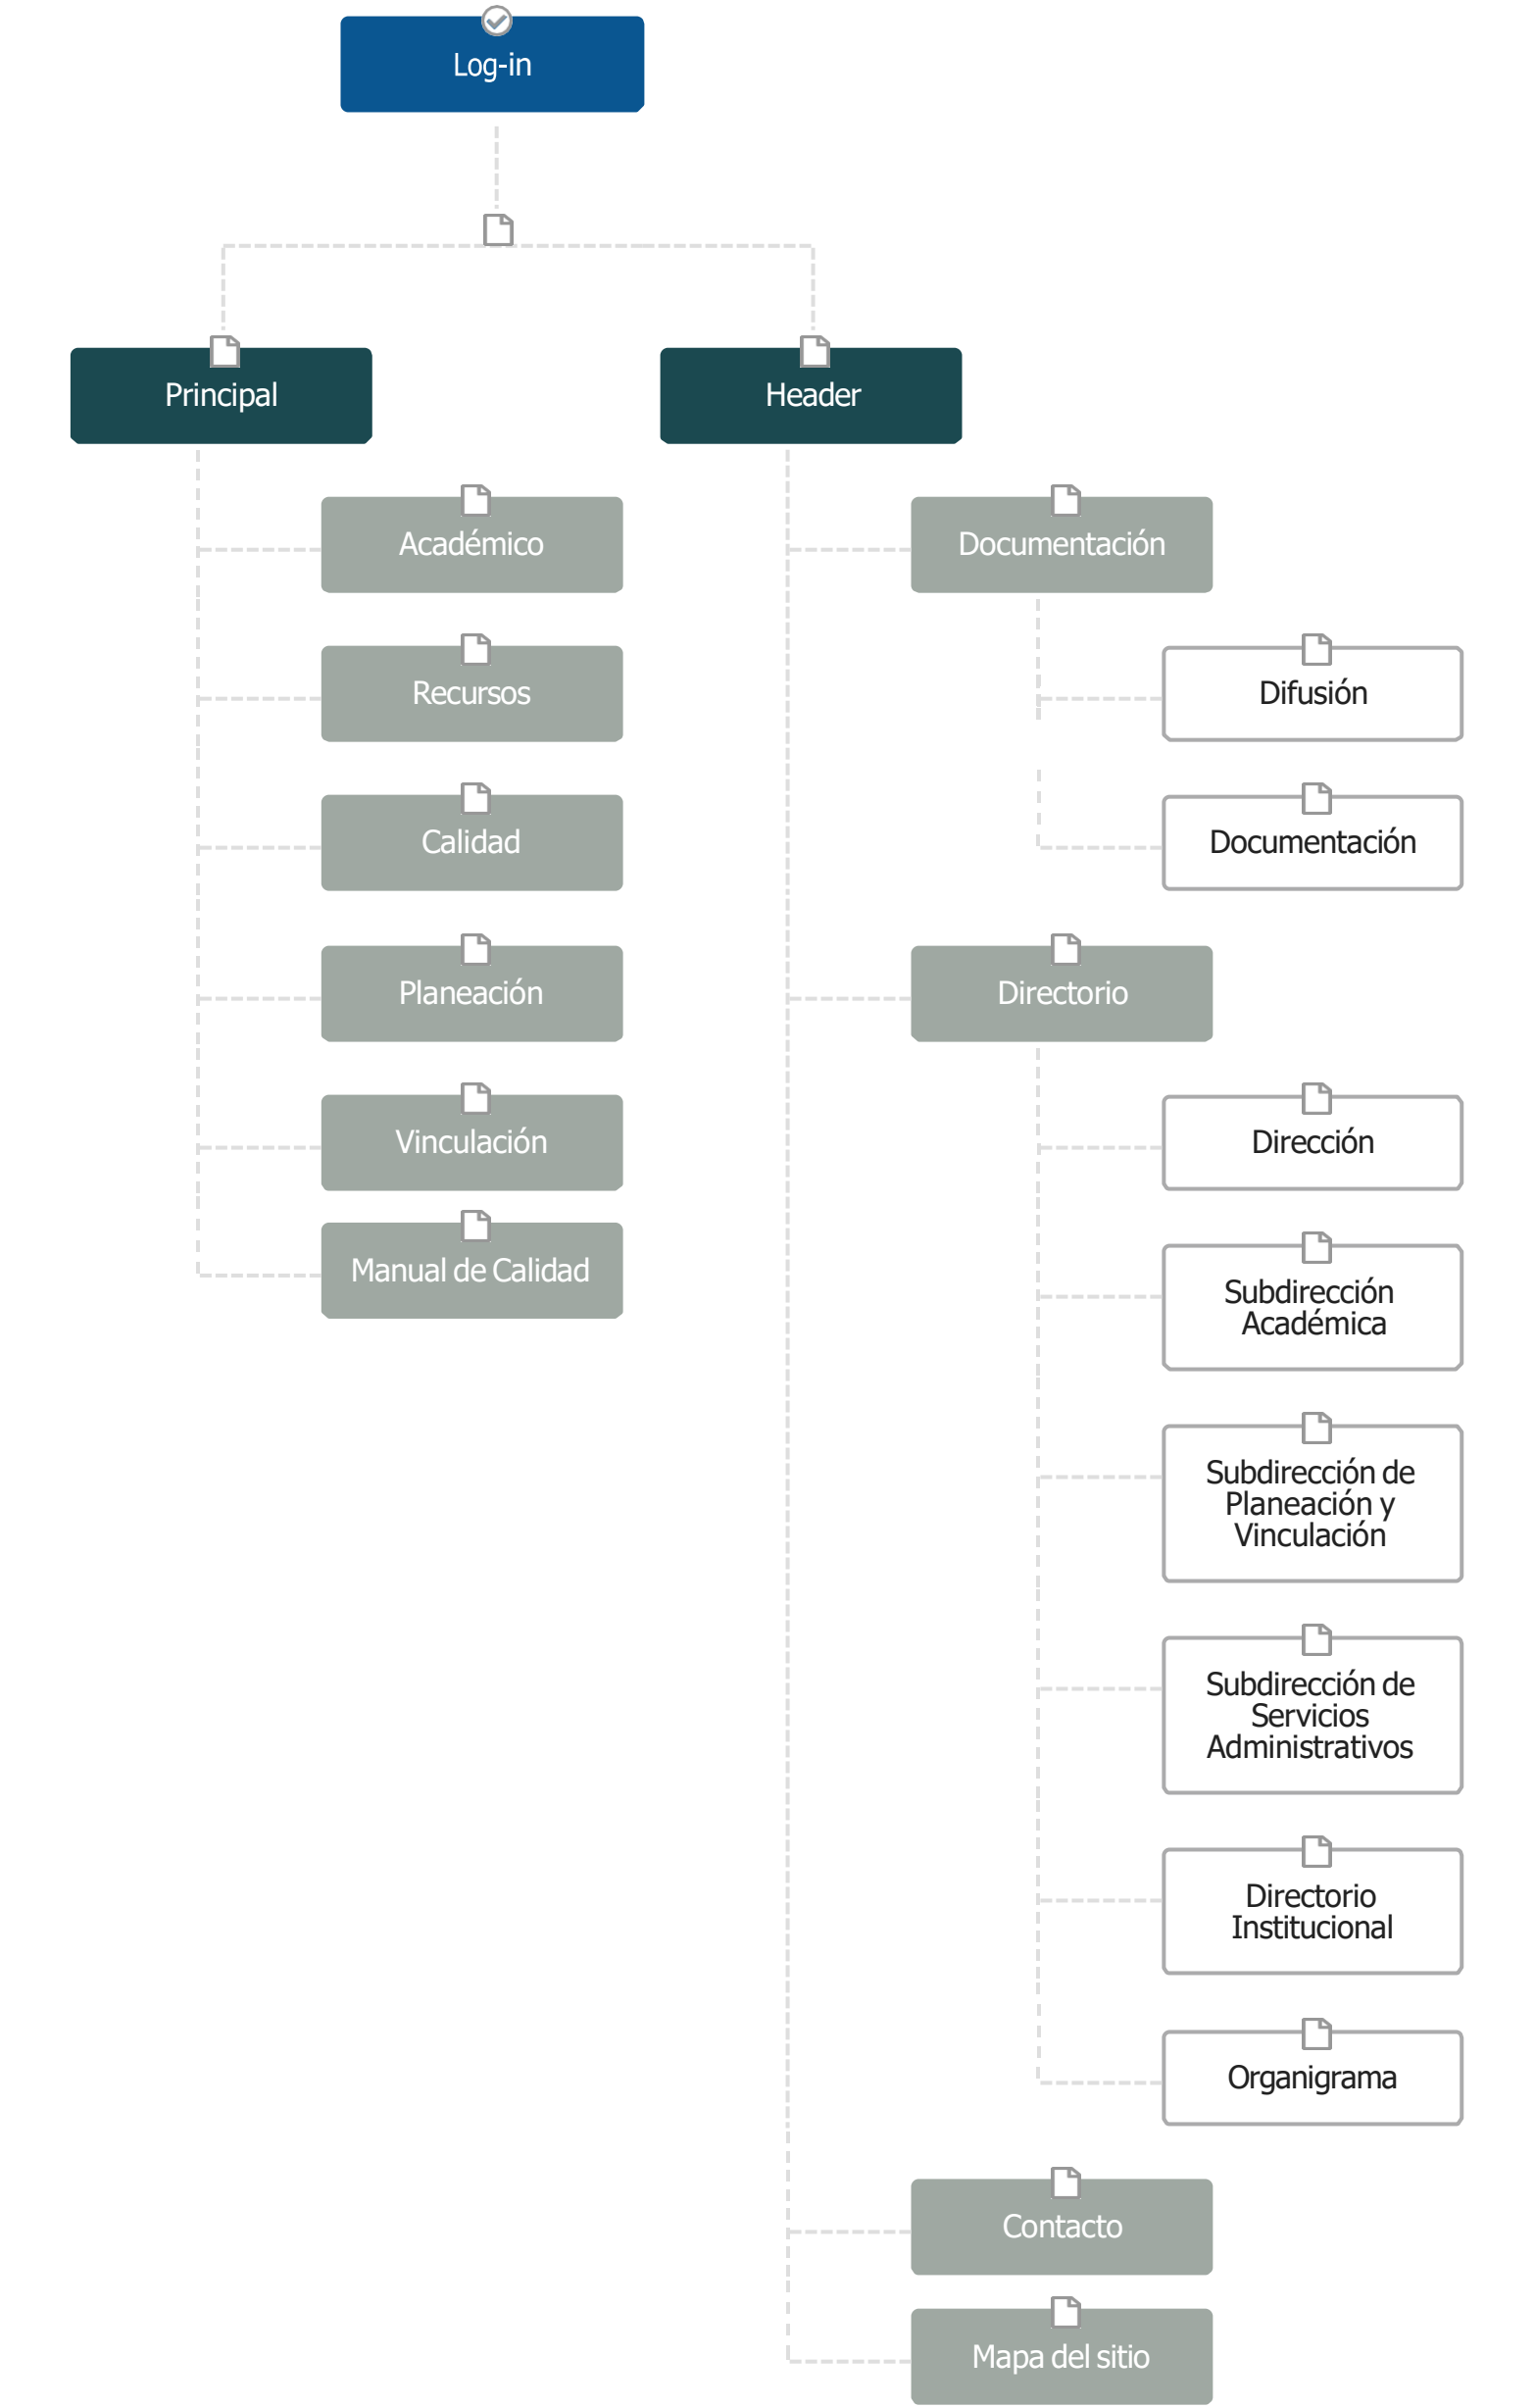 Log-in
Principal
Header
Académico
Documentación
Recursos
Difusión
Calidad
Documentación
Planeación
Directorio
Vinculación
Dirección
Manual de Calidad
Subdirección
Académica
Subdirección de
Planeación y
Vinculación
Subdirección de
Servicios
Administrativos
Directorio
Institucional
Organigrama
Contacto
Mapa del sitio